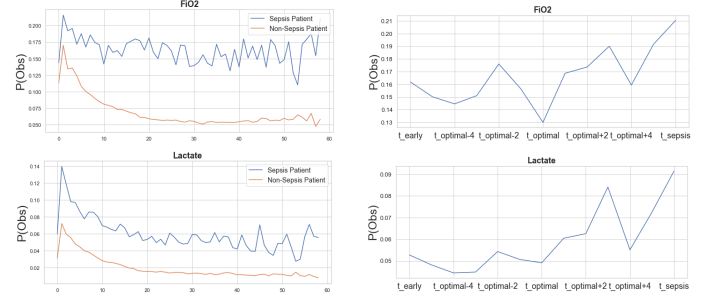 FiO2
Sepsis Patient
Non-Sepsis Patient
P(Obs)
0.200
0.175
0.150
0.125
0.100
0.075
0.050
0 10 20 30 40 50 60
FiO2
P(Obs)
0.21
0.20
0.19
0.18
0.17
0.16
0.15
0.14
0.13
t_early t_optimal-4 t_optimal-2 t_optimal t_optimal+2 t_optimal+4 t_sepsis
Lactate
Sepsis Patient
Non-Sepsis Patient
P(Obs)
0.14
0.12
0.10
0.08
0.06
0.04
0.02
0 10 20 30 40 50 60
Lactate
P(Obs)
0.09
0.08
0.07
0.06
0.05
t_early t_optimal-4 t_optimal-2 t_optimal t_optimal+2 t_optimal+4 t_sepsis